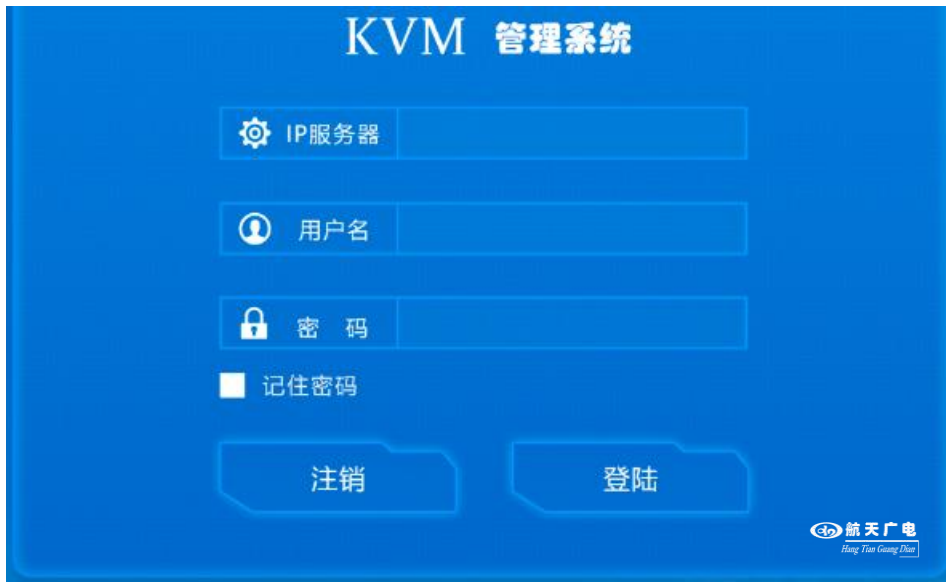 KVM 管理系统
IP服务器
用户名
密 码
记住密码
注销 登陆
航天广电
Hang Tian Guang Dian